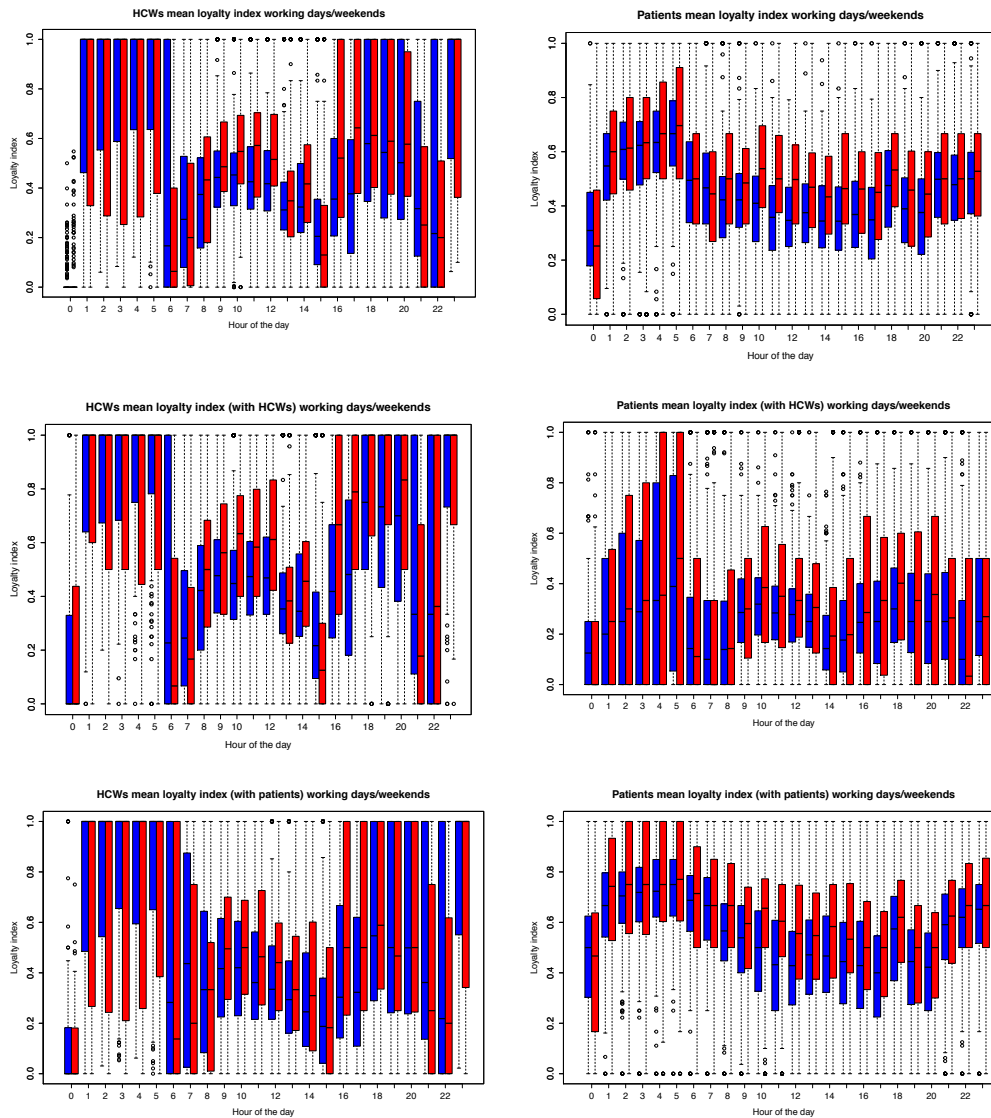 HCWs mean loyalty index working days/weekends
Loyalty index
0.0 0.2 0.4 0.6 0.8 1.0
0 1 2 3 4 5 6 7 8 9 10 12 14 16 18 20 22
Hour of the day
Patients mean loyalty index working days/weekends
Loyalty index
0.0 0.2 0.4 0.6 0.8 1.0
0 1 2 3 4 5 6 7 8 9 10 12 14 16 18 20 22
Hour of the day
HCWs mean loyalty index (with HCWs) working days/weekends
Loyalty index
0.0 0.2 0.4 0.6 0.8 1.0
0 1 2 3 4 5 6 7 8 9 10 12 14 16 18 20 22
Hour of the day
Patients mean loyalty index (with HCWs) working days/weekends
Loyalty index
0.0 0.2 0.4 0.6 0.8 1.0
0 1 2 3 4 5 6 7 8 9 10 12 14 16 18 20 22
Hour of the day
HCWs mean loyalty index (with patients) working days/weekends
Loyalty index
0.0 0.2 0.4 0.6 0.8 1.0
0 1 2 3 4 5 6 7 8 9 10 12 14 16 18 20 22
Hour of the day
Patients mean loyalty index (with patients) working days/weekends
Loyalty index
0.0 0.2 0.4 0.6 0.8 1.0
0 1 2 3 4 5 6 7 8 9 10 12 14 16 18 20 22
Hour of the day